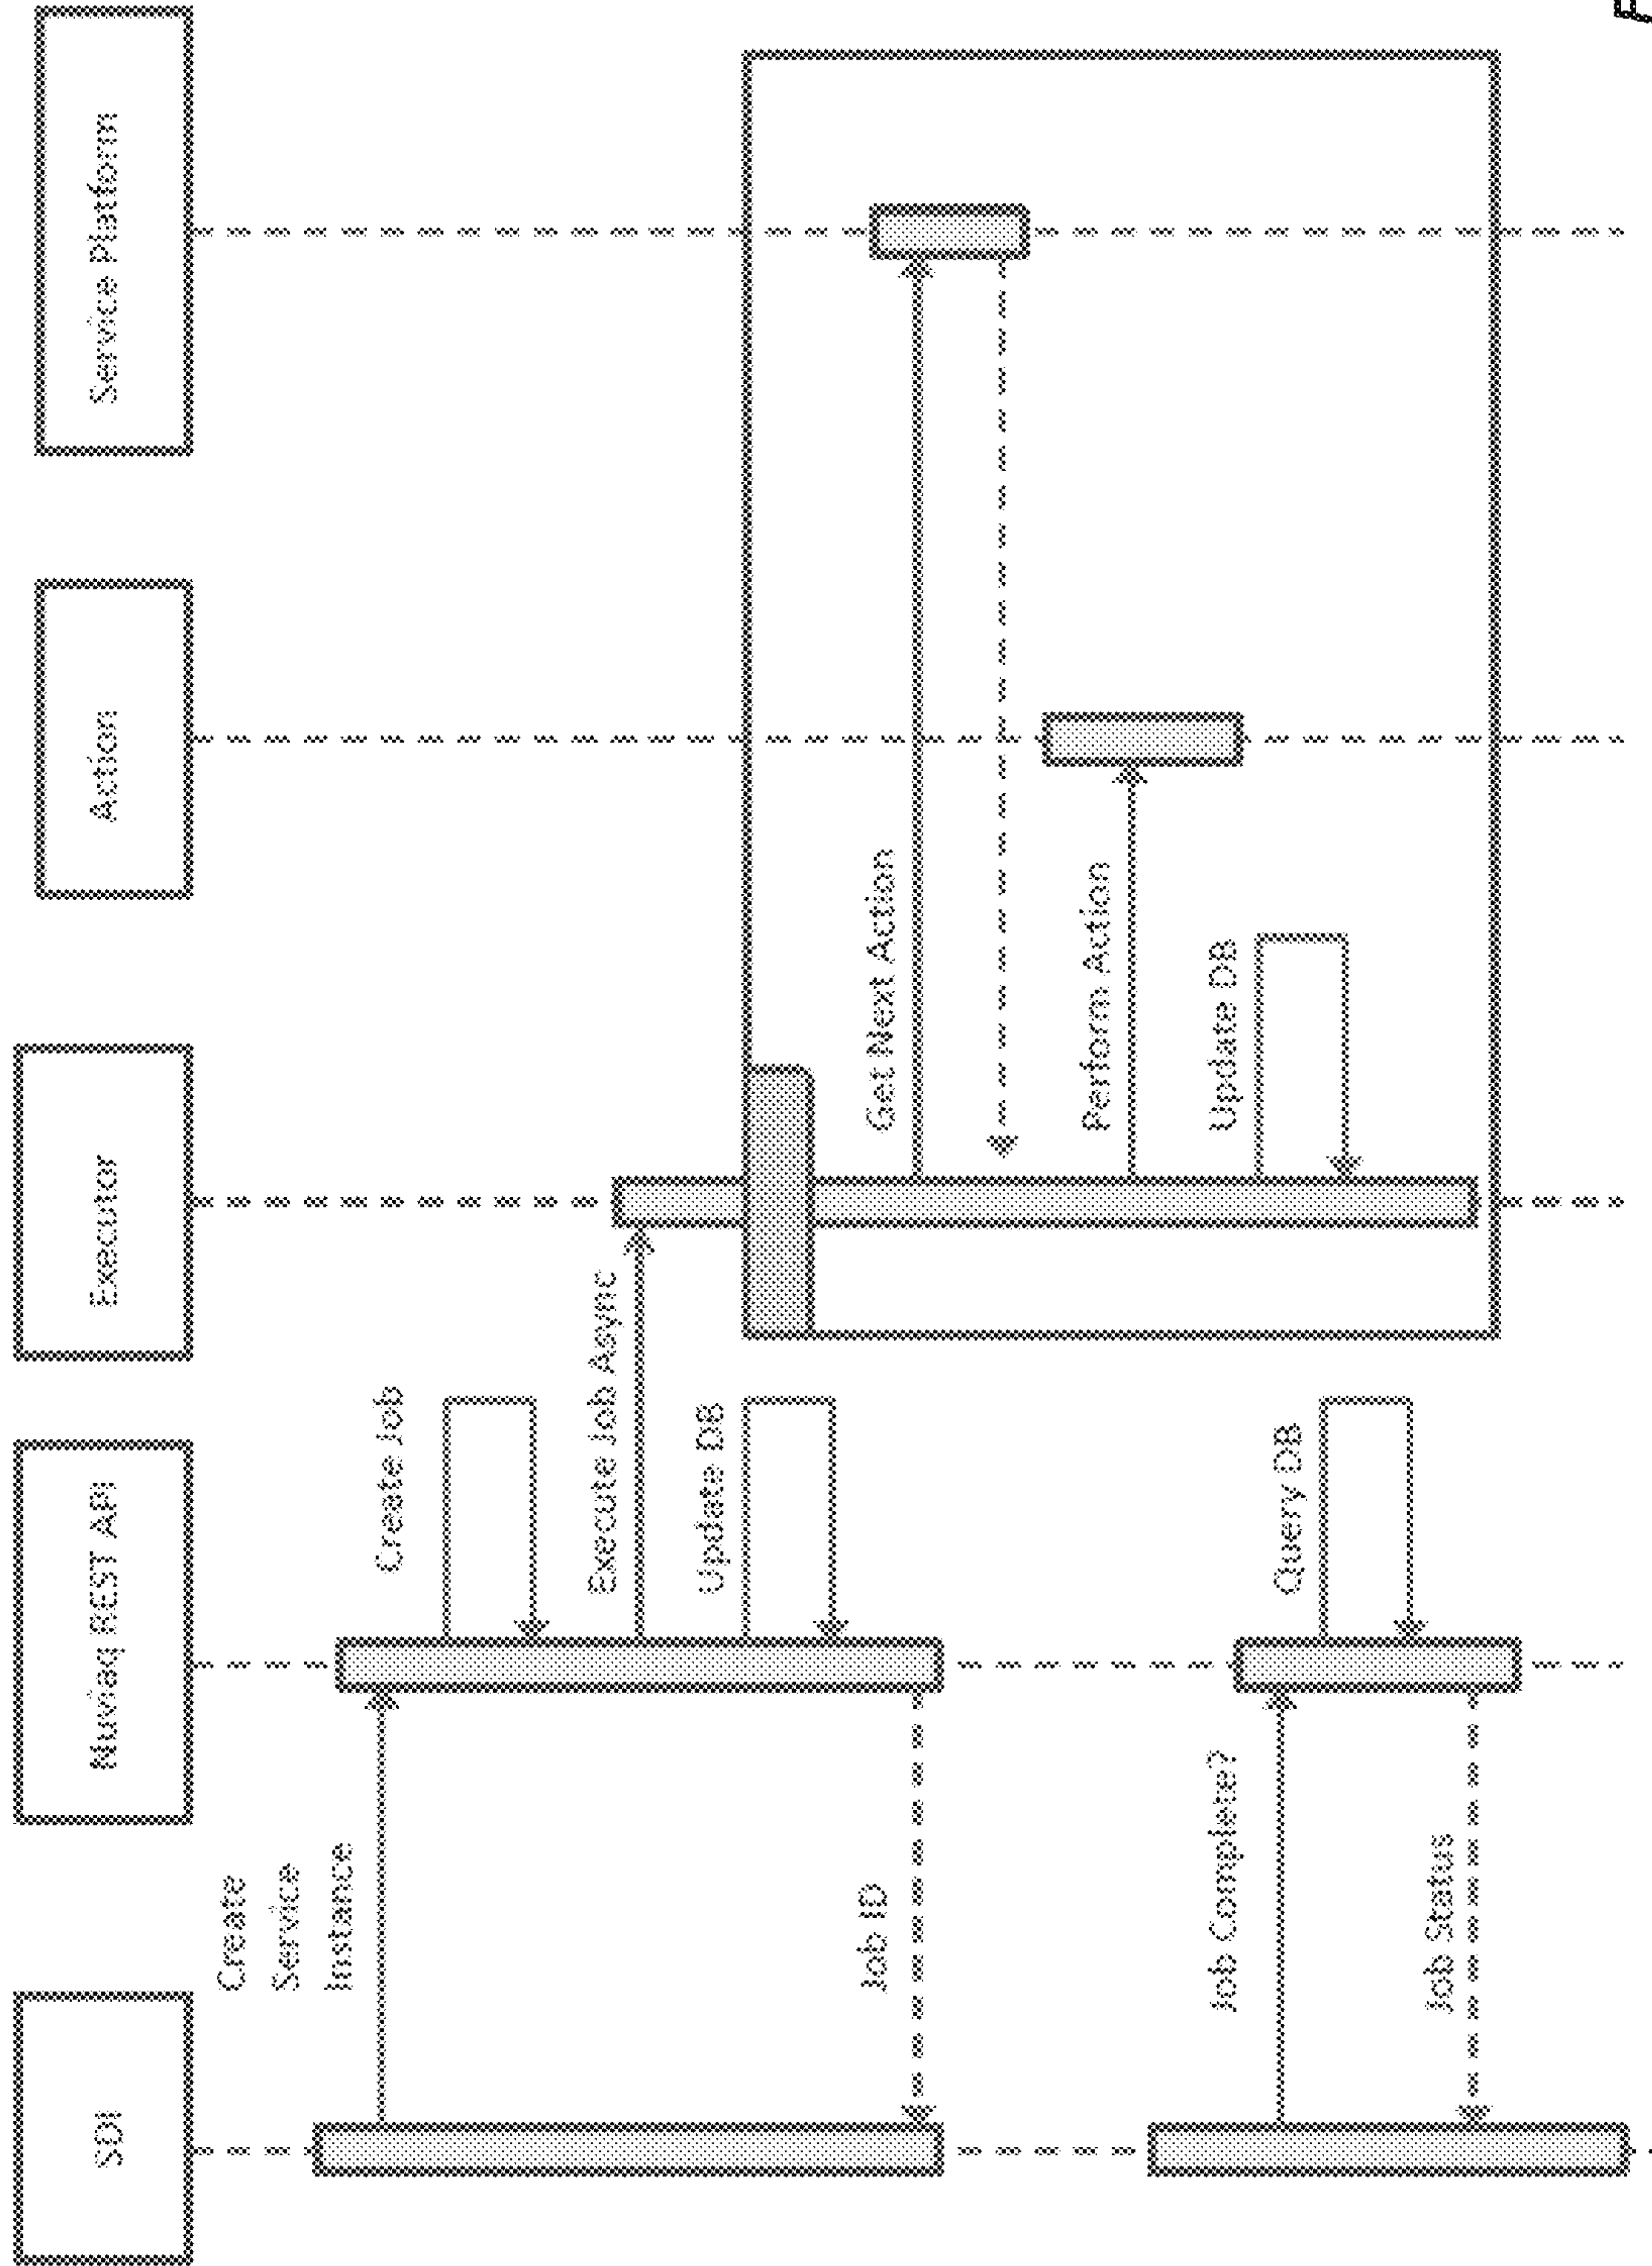 SDI
Nuviaq REST API
Executor
Action
Service Platform
Create
Service
Instance
Create Job
Execute Job Async
Update DB
Job ID
Get Next Action
Perform Action
Update DB
Job Complete?
Query DB
Job Status